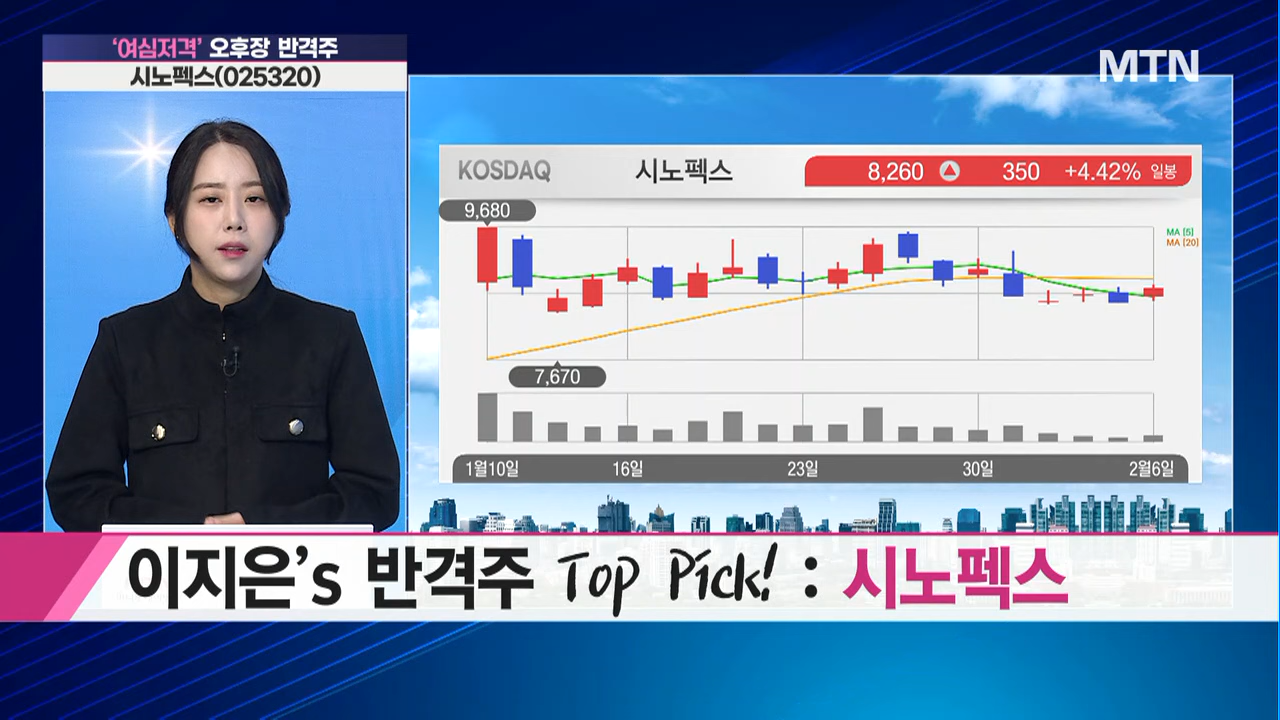 ‘여심저격’ 오후장 반격주
시노펙스(025320)
MTN
KOSDAQ 시노펙스 8,260 350 +4.42% 일봉
9,680
MA [5]
MA [20]
7,670
1월10일 16일 23일 30일 2월6일
이지은’s 반격주 Top Pick! : 시노펙스